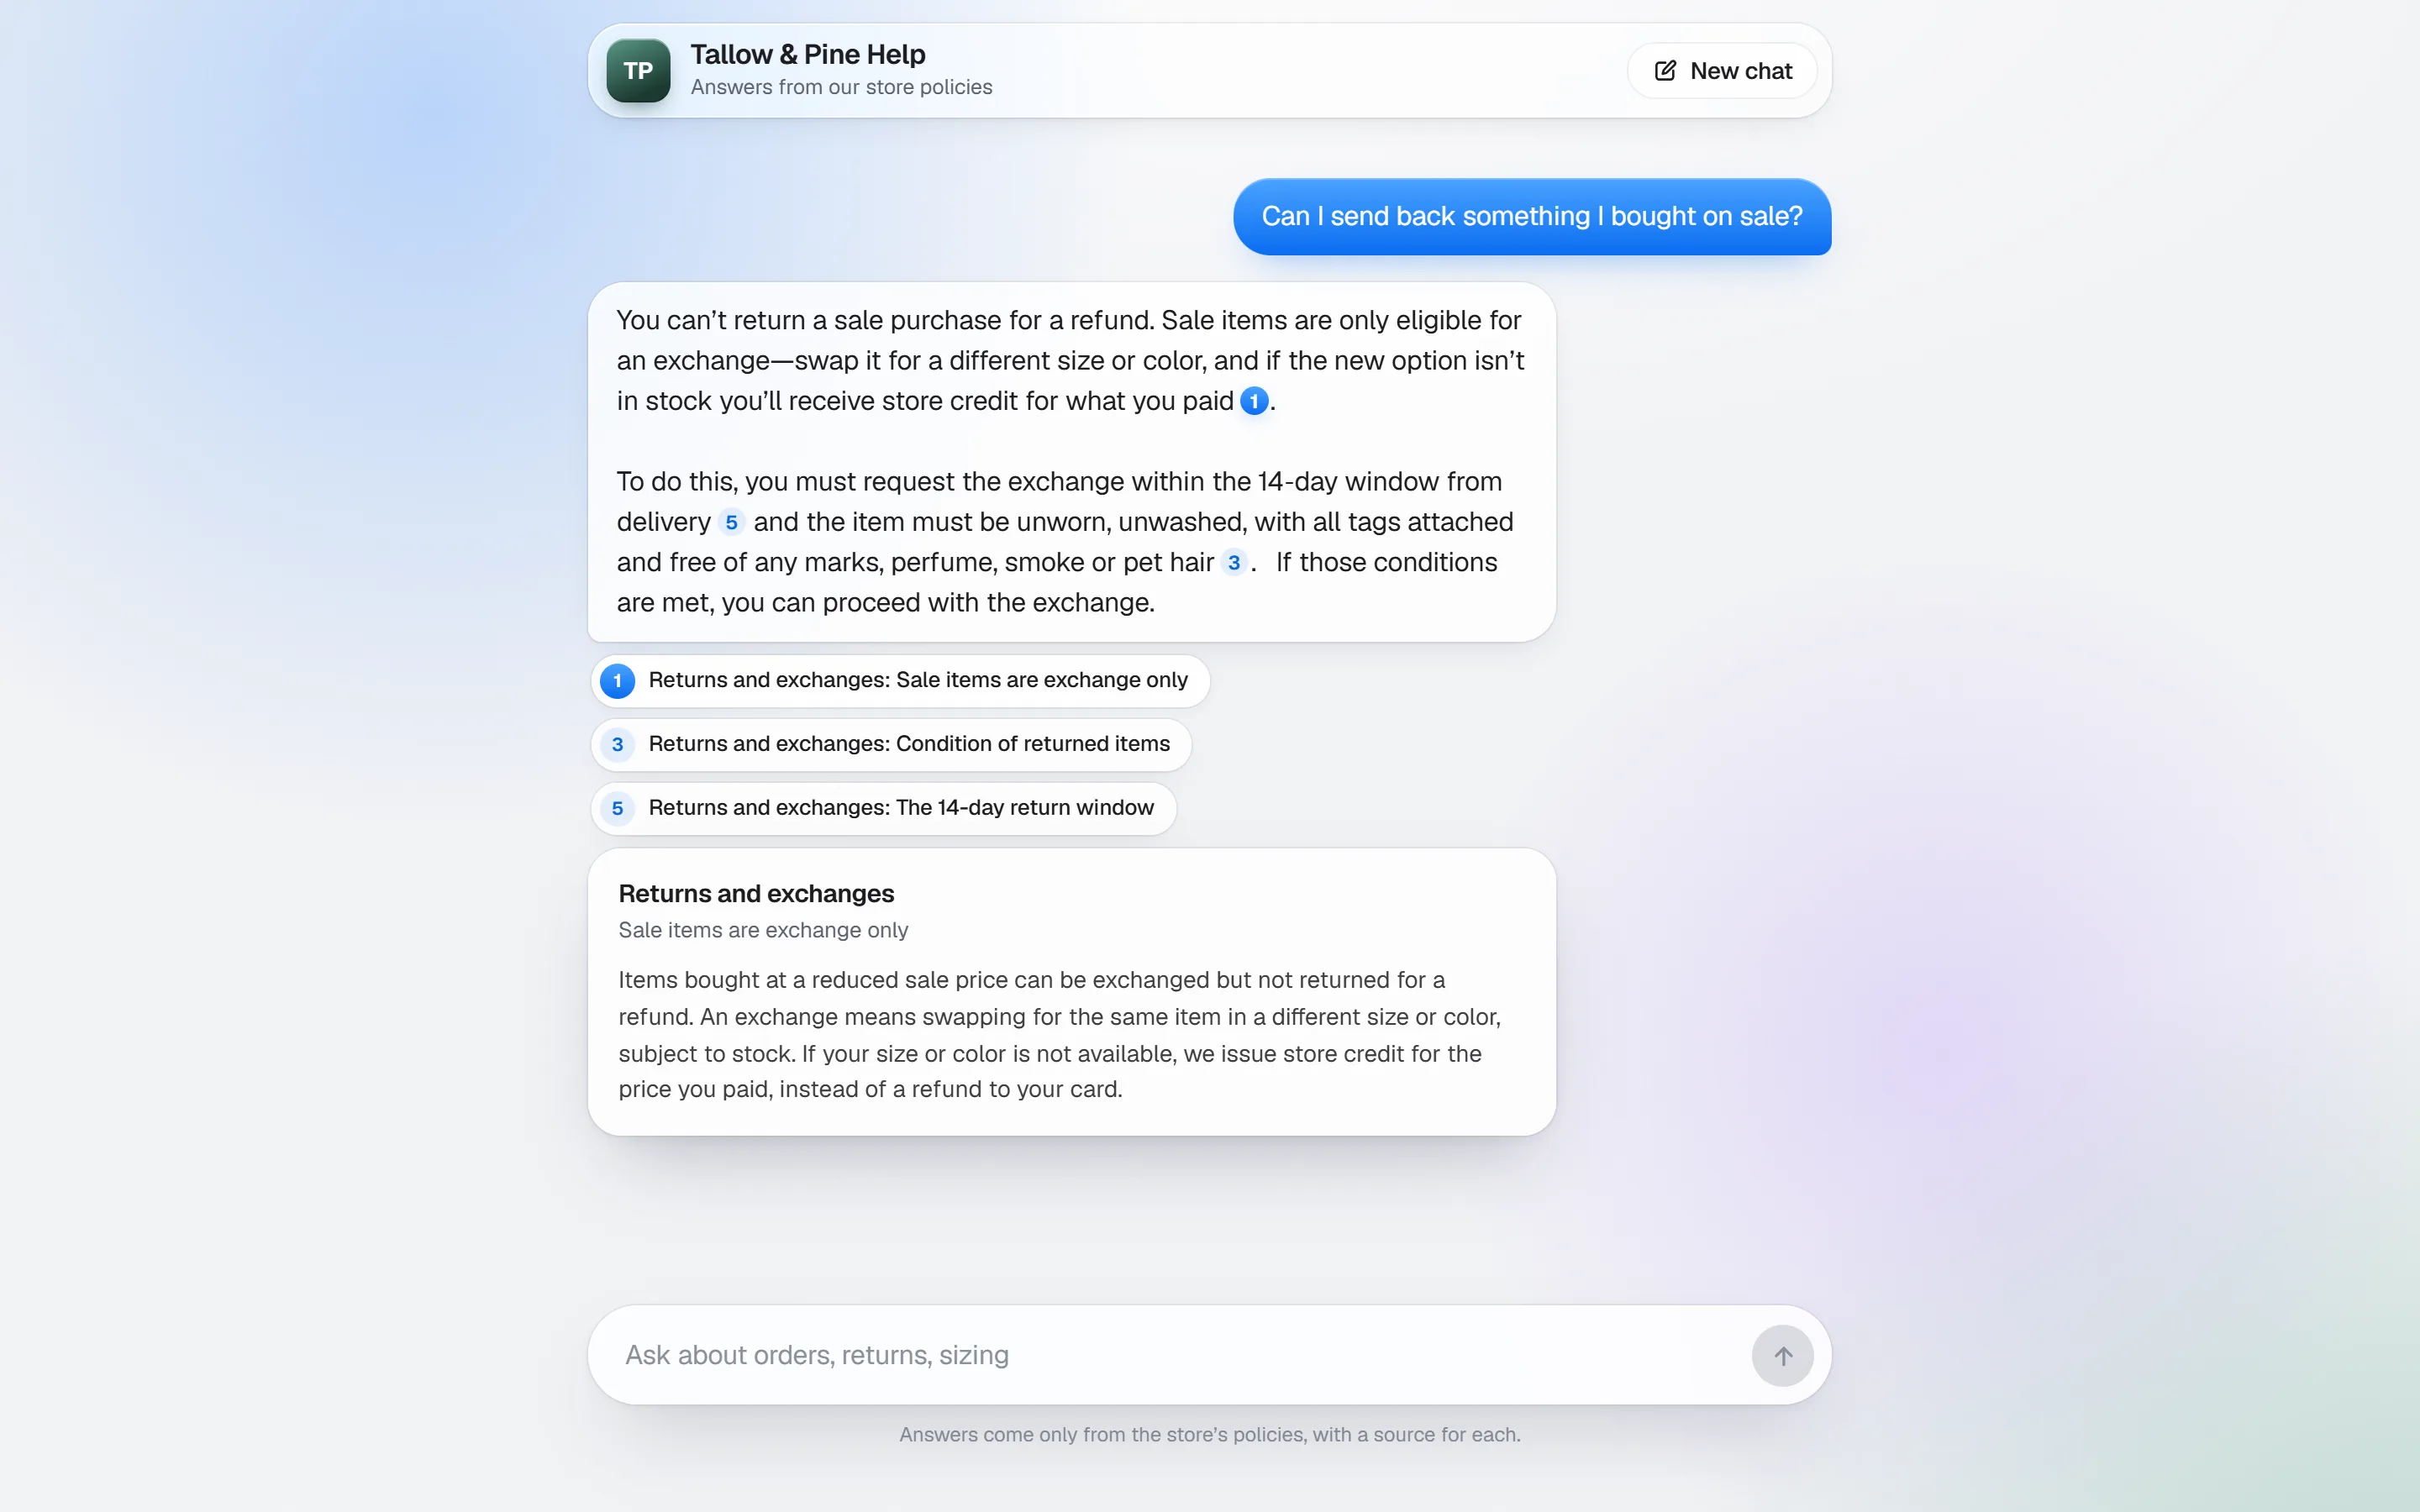 TP
Tallow & Pine Help
Answers from our store policies
New chat
Can I send back something I bought on sale?
You can’t return a sale purchase for a refund. Sale items are only eligible for
an exchange—swap it for a different size or color, and if the new option isn’t
in stock you’ll receive store credit for what you paid 1.
To do this, you must request the exchange within the 14-day window from
delivery 5 and the item must be unworn, unwashed, with all tags attached
and free of any marks, perfume, smoke or pet hair 3. If those conditions
are met, you can proceed with the exchange.
1 Returns and exchanges: Sale items are exchange only
3 Returns and exchanges: Condition of returned items
5 Returns and exchanges: The 14-day return window
Returns and exchanges
Sale items are exchange only
Items bought at a reduced sale price can be exchanged but not returned for a
refund. An exchange means swapping for the same item in a different size or color,
subject to stock. If your size or color is not available, we issue store credit for the
price you paid, instead of a refund to your card.
Ask about orders, returns, sizing
Answers come only from the store’s policies, with a source for each.